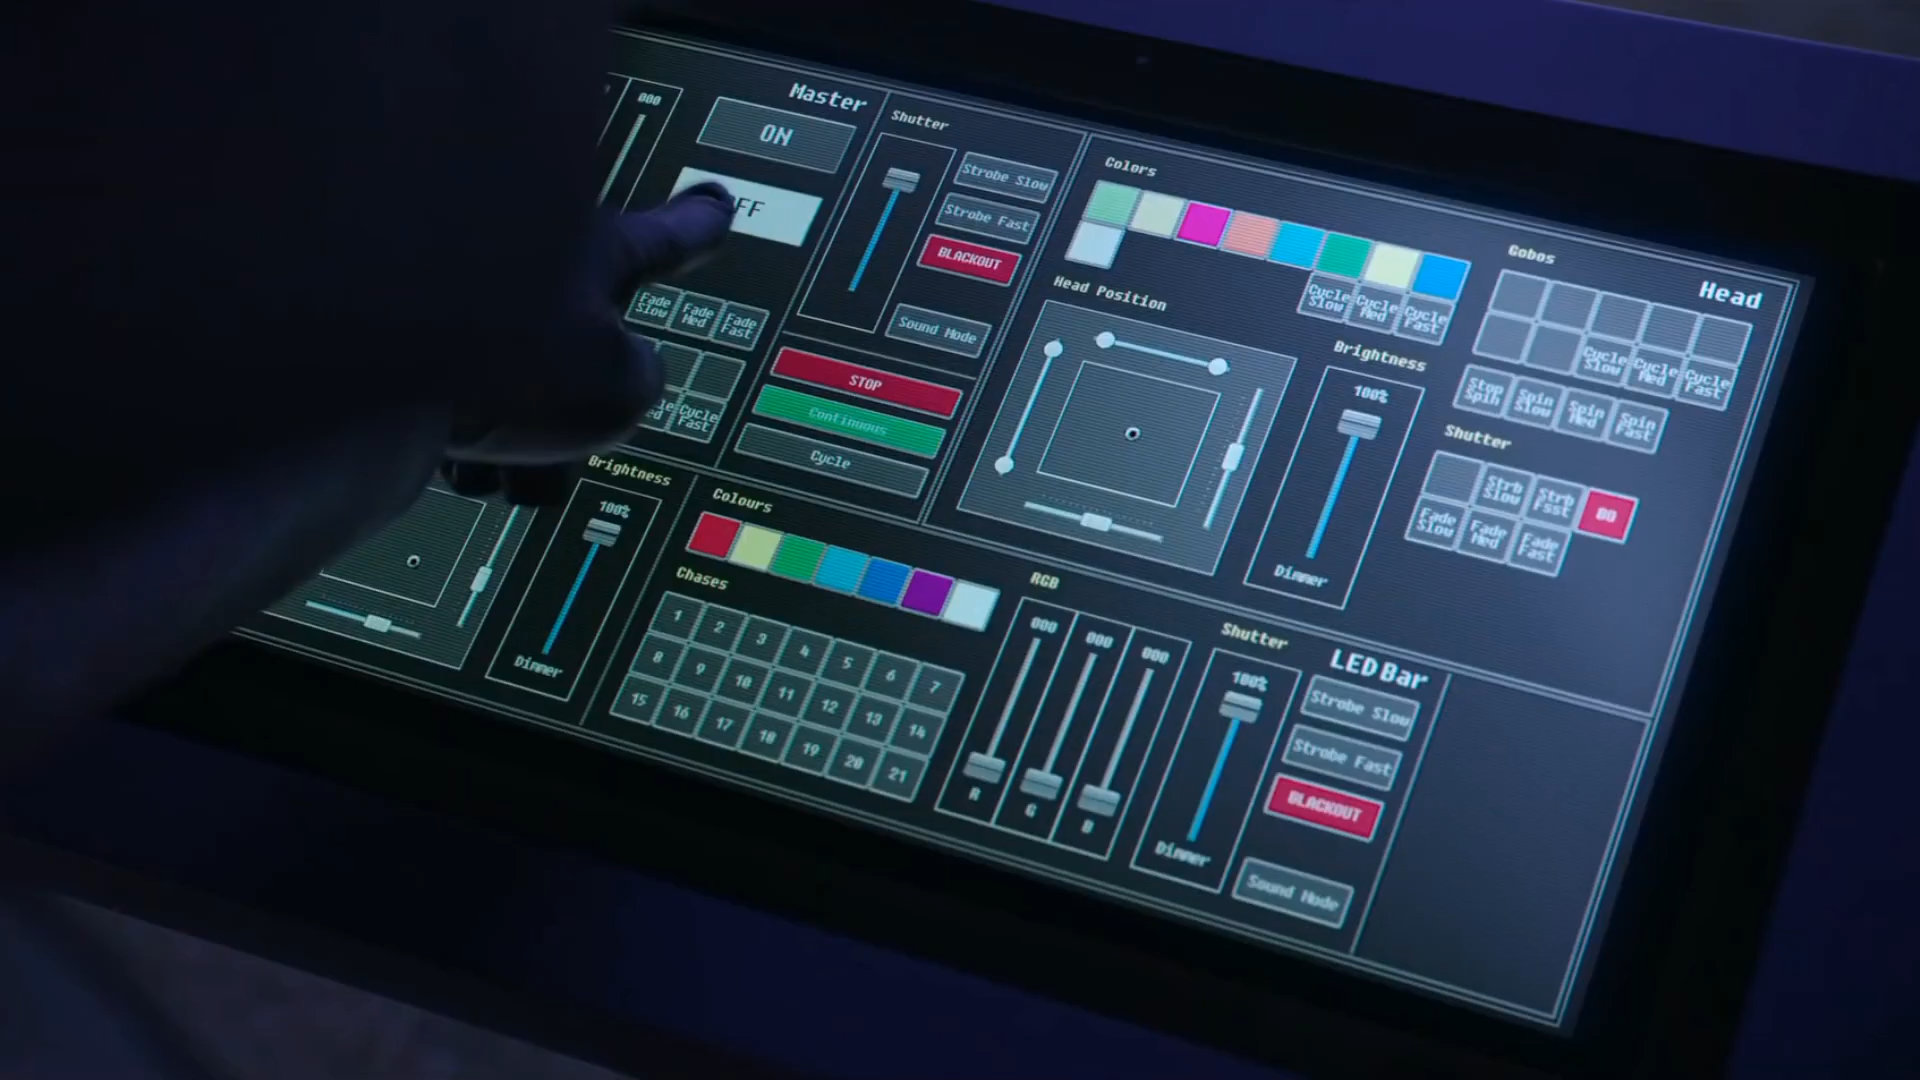 000
Master
ON
FF
Fade Slow
Fade Med
Fade Fast
Cycle Fast
Shutter
Strobe Slow
Strobe Fast
BLACKOUT
Sound Mode
STOP
Continuous
Cycle
Colors
Cycle Slow
Cycle Med
Cycle Fast
Head Position
Brightness
100%
Dimmer
Head
Gobos
Cycle Slow
Cycle Med
Cycle Fast
Stop Spin
Spin Slow
Spin Med
Spin Fast
Shutter
Strb Slow
Strb Fsst
BO
Fade Slow
Fade Med
Fade Fast
Brightness
100%
Dimmer
Colours
Chases
1 2 3 4 5 6 7
8 9 10 11 12 13 14
15 16 17 18 19 20 21
RGB
000 000 000
R G B
Shutter
100%
Dimmer
LED Bar
Strobe Slow
Strobe Fast
BLACKOUT
Sound Mode